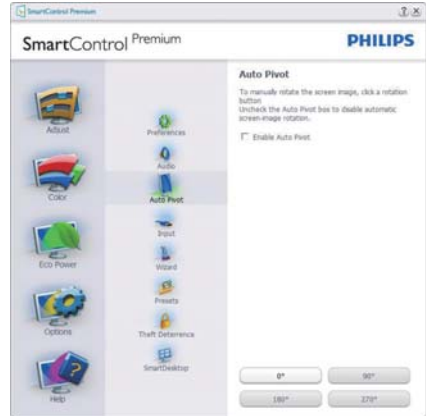 SmartControl Premium
SmartControl Premium
PHILIPS
Adjust
Color
Eco Power
Options
Help
Preferences
Audio
Auto Pivot
Input
Wizard
Presets
Theft Deterrence
SmartDesktop
Auto Pivot
To manually rotate the screen image, click a rotation
button
Uncheck the Auto Pivot box to disable automatic
screen-image rotation.
Enable Auto Pivot
0°
90°
180°
270°